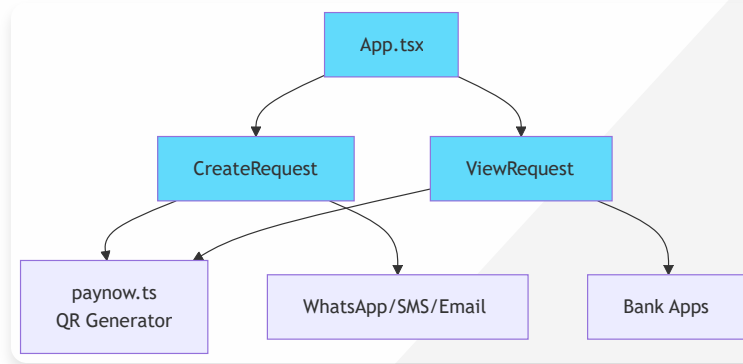 App.tsx
CreateRequest
ViewRequest
paynow.ts
QR Generator
WhatsApp/SMS/Email
Bank Apps